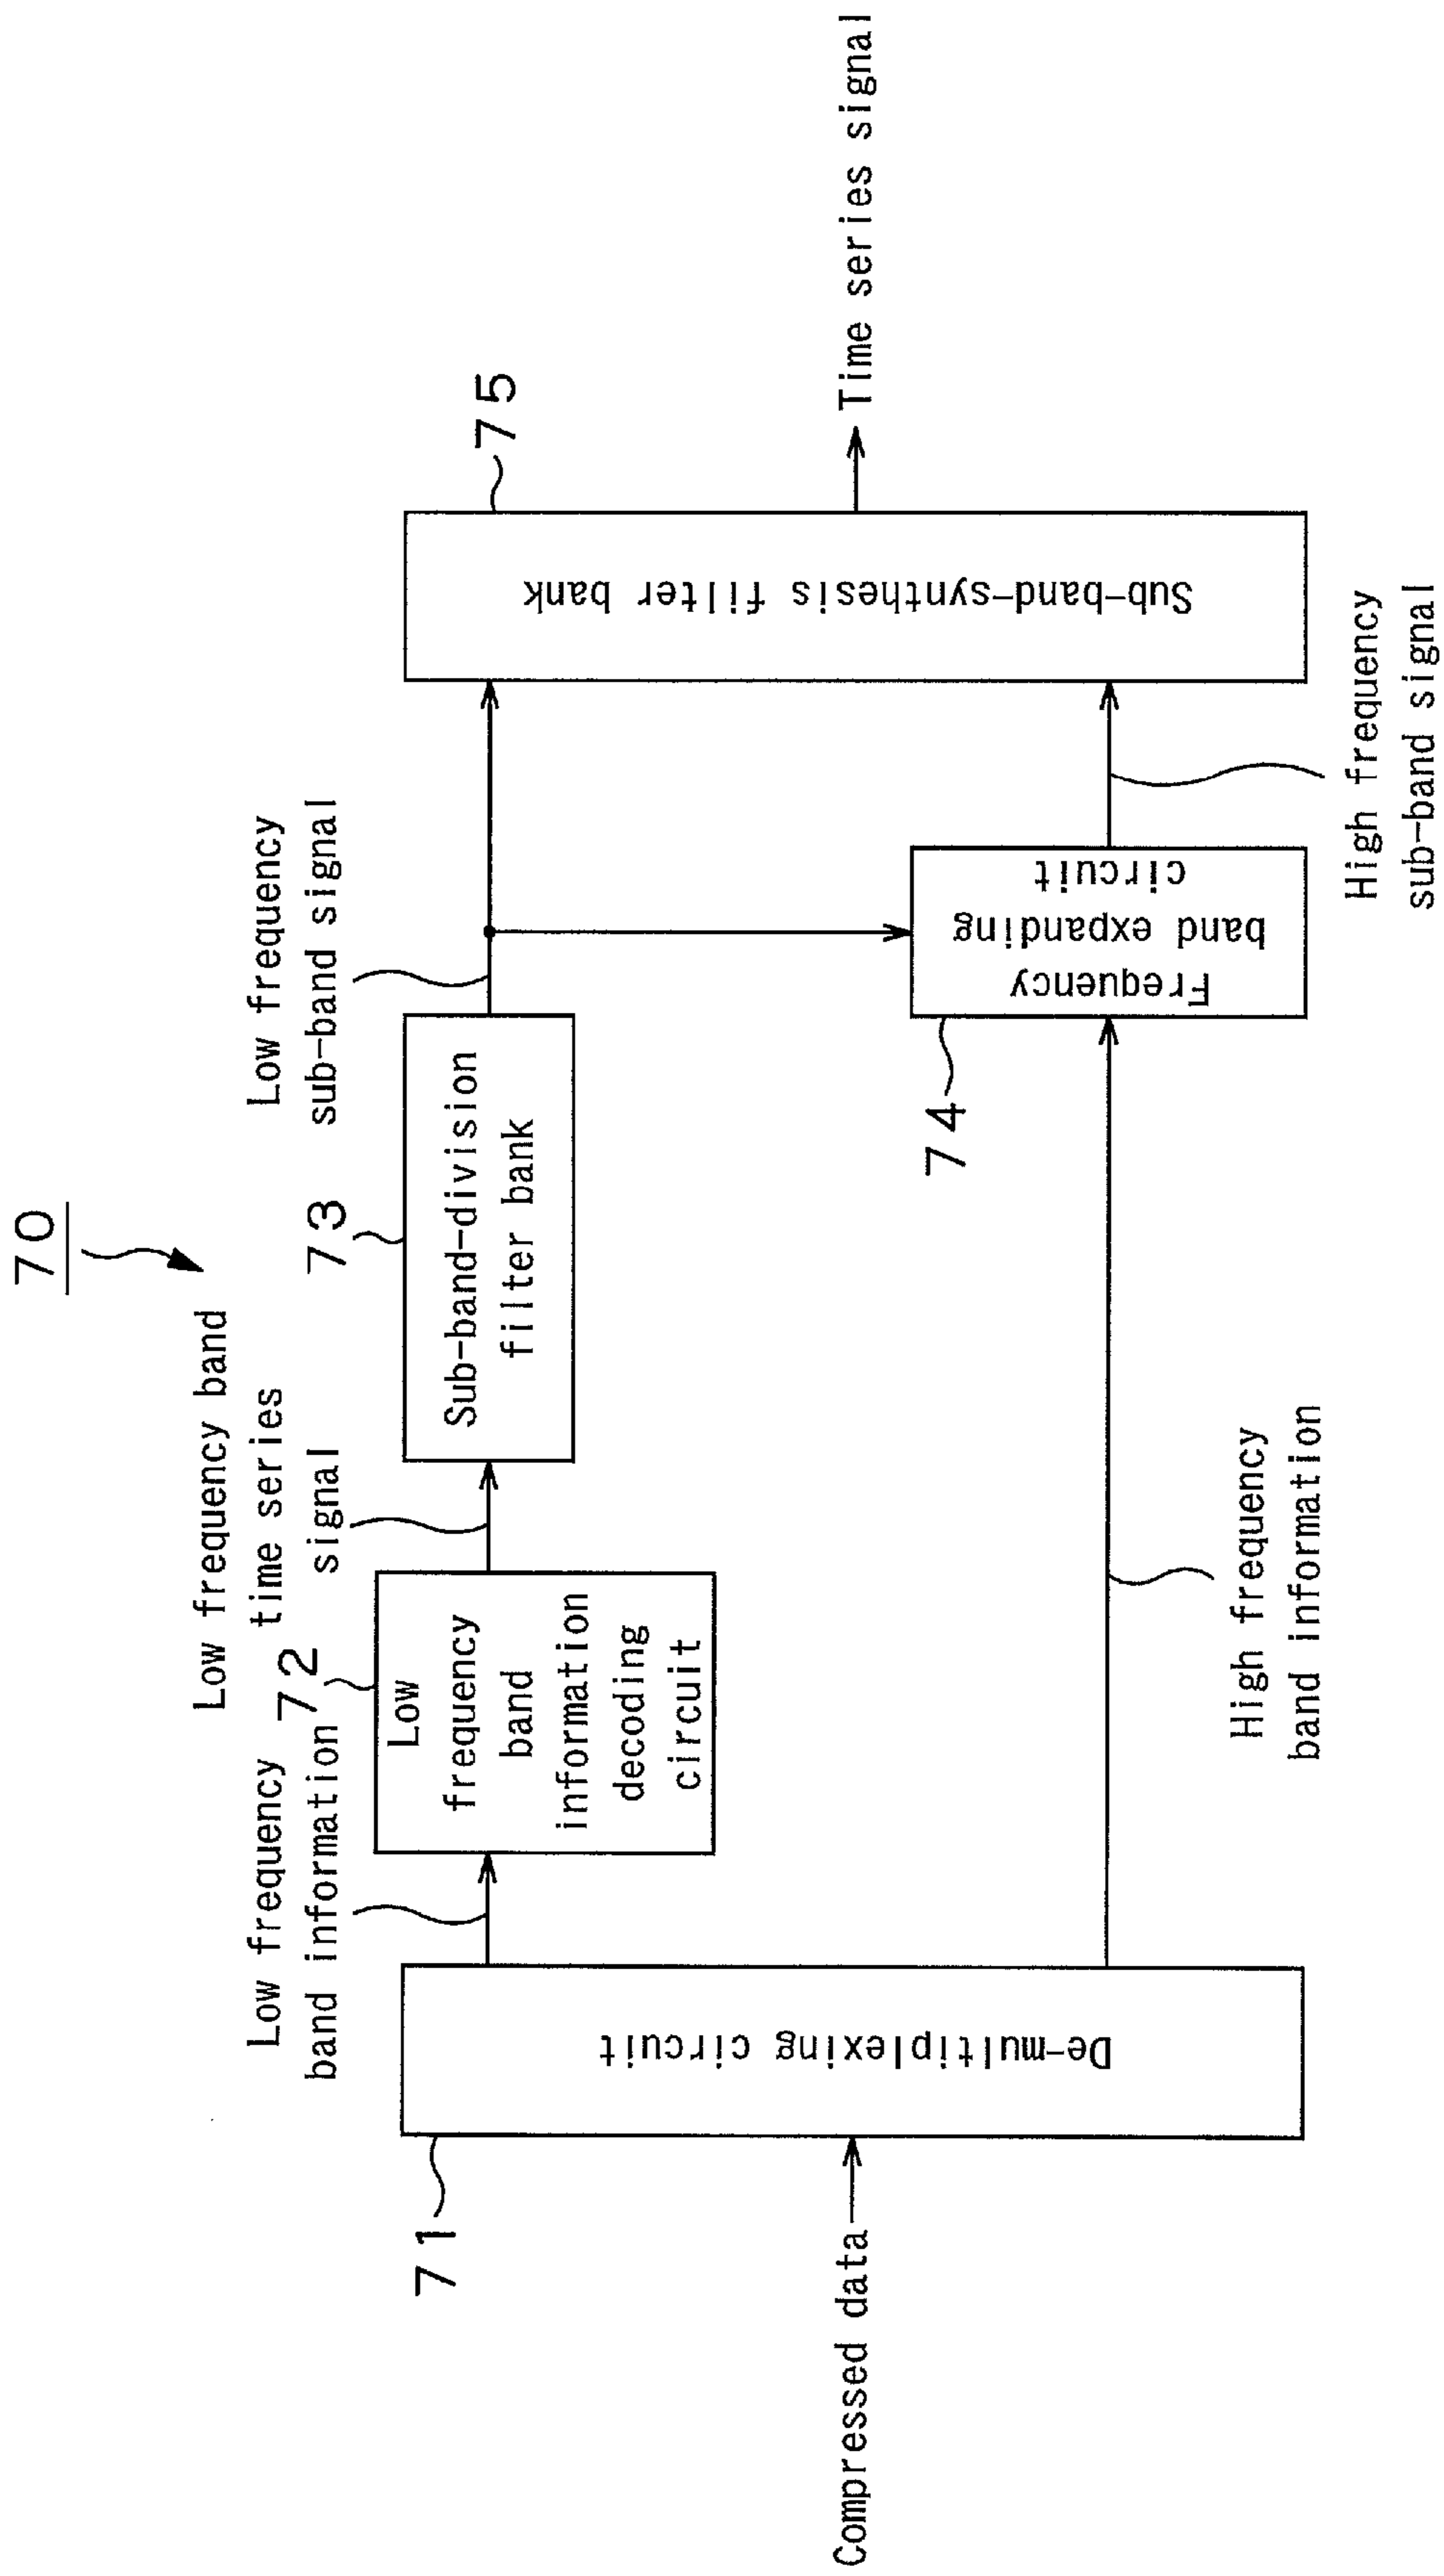 70
Low frequency band
time series
signal
Low frequency
band information
72
73
Low frequency
sub-band signal
75
71
Compressed data
De-multiplexing circuit
Low
frequency
band
information
decoding
circuit
Sub-band-division
filter bank
74
Frequency
band expanding
circuit
Sub-band-synthesis filter bank
Time series signal
High frequency
band information
High frequency
sub-band signal